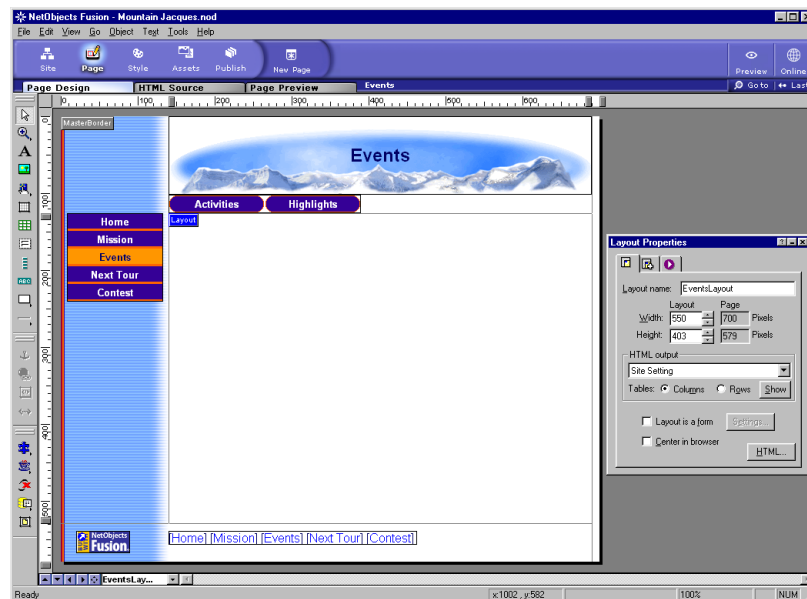 NetObjects Fusion - Mountain Jacques.nod
File Edit View Go Object Text Tools Help
Site Page Style Assets Publish New Page Preview Online
Page Design HTML Source Page Preview Events Go to Last
0 100 200 300 400 500 600
MasterBorder
Events
Activities Highlights
Layout
Home
Mission
Events
Next Tour
Contest
Layout Properties
Layout name: EventsLayout
Layout Page
Width: 550 700 Pixels
Height: 403 579 Pixels
HTML output
Site Setting
Tables: Columns Rows Show
Layout is a form Settings...
Center in browser
HTML...
NetObjects
Fusion
[Home] [Mission] [Events] [Next Tour] [Contest]
EventsLay...
Ready x:1002 , y:582 100% NUM